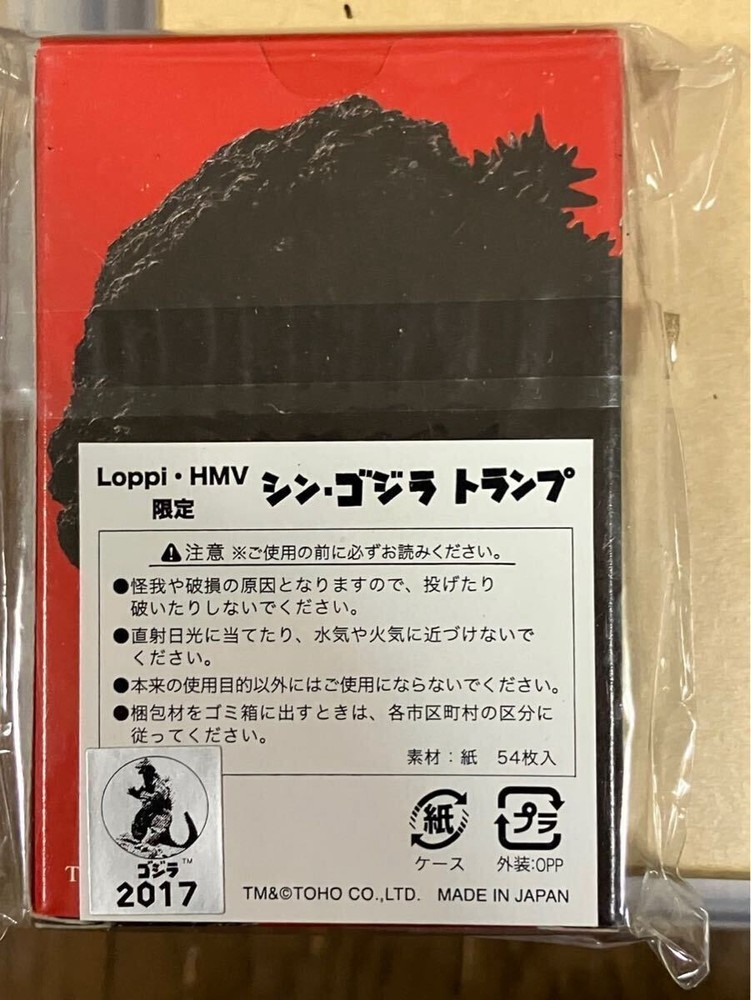 Loppi・HMV
限定
シン・ゴジラ トランプ
注意 ※ご使用の前に必ずお読みください。
●怪我や破損の原因となりますので、投げたり
破いたりしないでください。
●直射日光に当てたり、水気や火気に近づけないで
ください。
●本来の使用目的以外にはご使用にならないでください。
●梱包材をゴミ箱に出すときは、各市区町村の区分に
従ってください。
素材：紙 54枚入
紙
ケース
プラ
外装:OPP
T
ゴジラ™
2017
TM&©TOHO CO.,LTD. MADE IN JAPAN